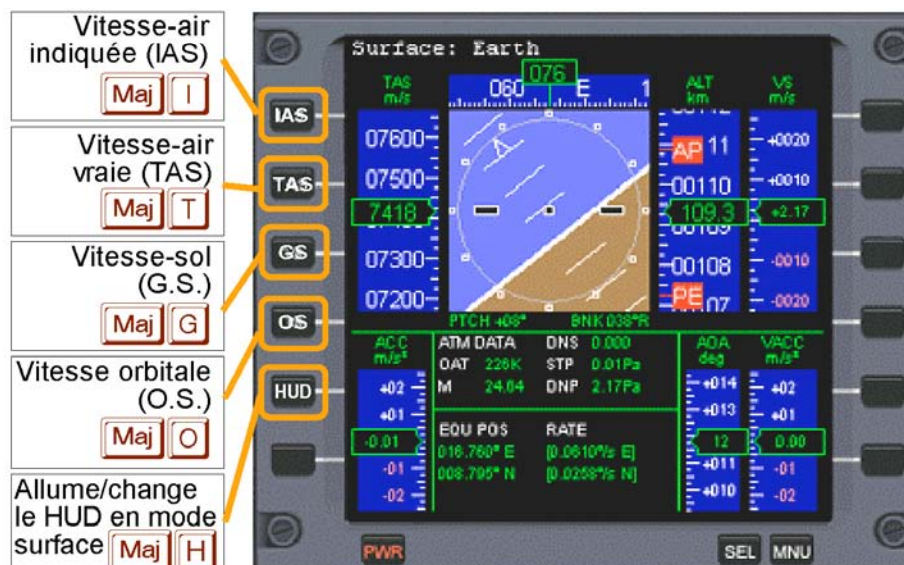 Vitesse-air
indiquée (IAS)
Maj I
Vitesse-air
vraie (TAS)
Maj T
Vitesse-sol
(G.S.)
Maj G
Vitesse orbitale
(O.S.)
Maj O
Allume/change
le HUD en mode
surface Maj H
IAS
TAS
GS
OS
HUD
Surface: Earth
TAS
m/s
07600
07500
7418
07300
07200
060 076 E 1
ALT
km
AP 11
00110
109.3
00109
00108
PE 07
VS
m/s
+0020
+0010
+2.17
-0010
-0020
PTCH +08° BNK 038°R
ACC
m/s²
+02
+01
-0.01
-01
-02
ATM DATA DNS 0.000
OAT 226K STP 0.01Pa
M 24.64 DNP 2.17Pa
EQU POS RATE
016.760° E [0.0610°/s E]
008.795° N [0.0258°/s N]
AOA
deg
+014
+013
12
+011
+010
VACC
m/s²
+02
+01
0.00
-01
-02
PWR SEL MNU